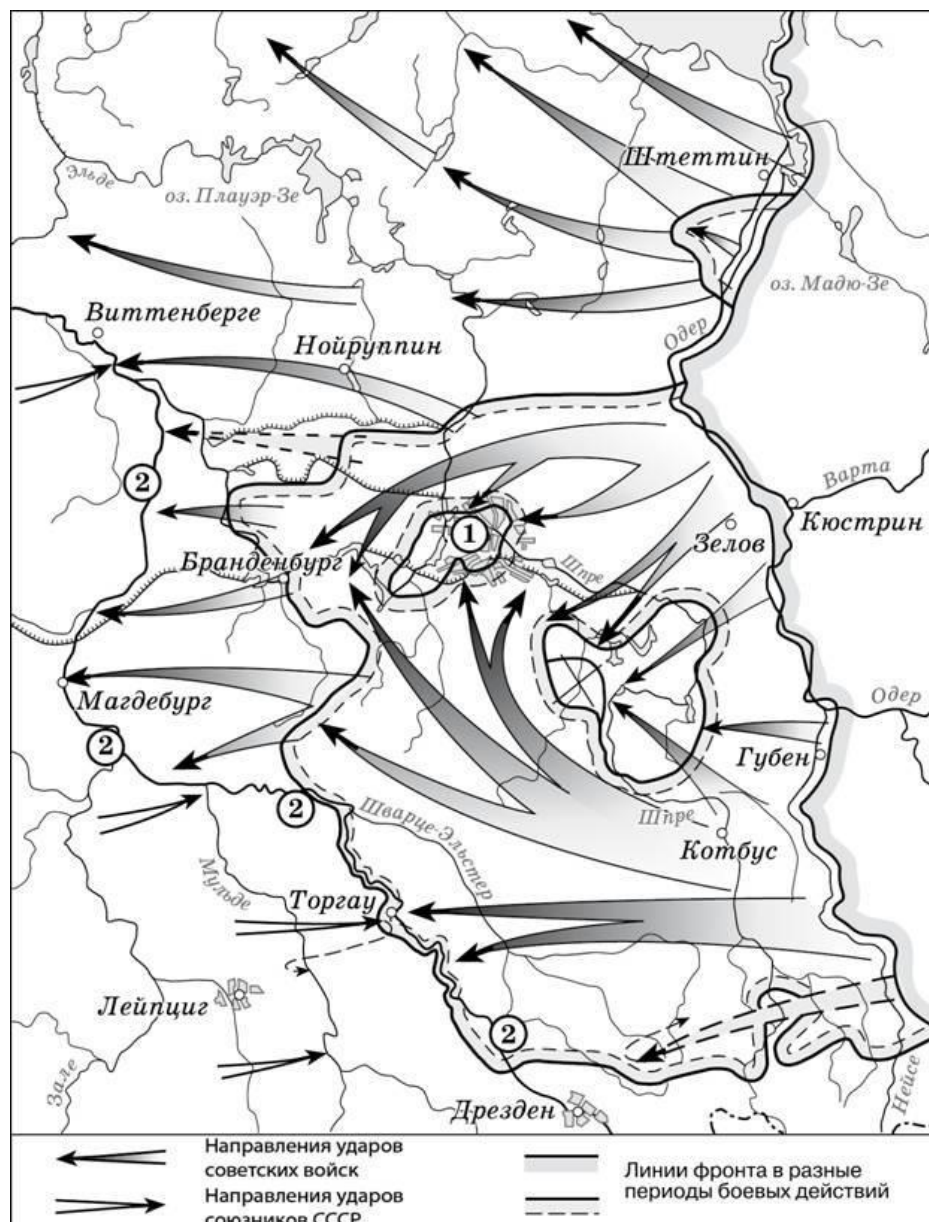 Штеттин
Эльде
оз. Плауэр-Зе
оз. Мадю-Зе
Виттенберге
Одер
Нойруппин
2
Варта
Кюстрин
1
Зелов
Бранденбург
Шпре
Магдебург
Одер
2
Губен
2
Шварце-Эльстер
Шпре
Котбус
Мульде
Торгау
Лейпциг
2
Зале
Дрезден
Нейсе
Направления ударов
советских войск
Направления ударов
союзников СССР
Линии фронта в разные
периоды боевых действий